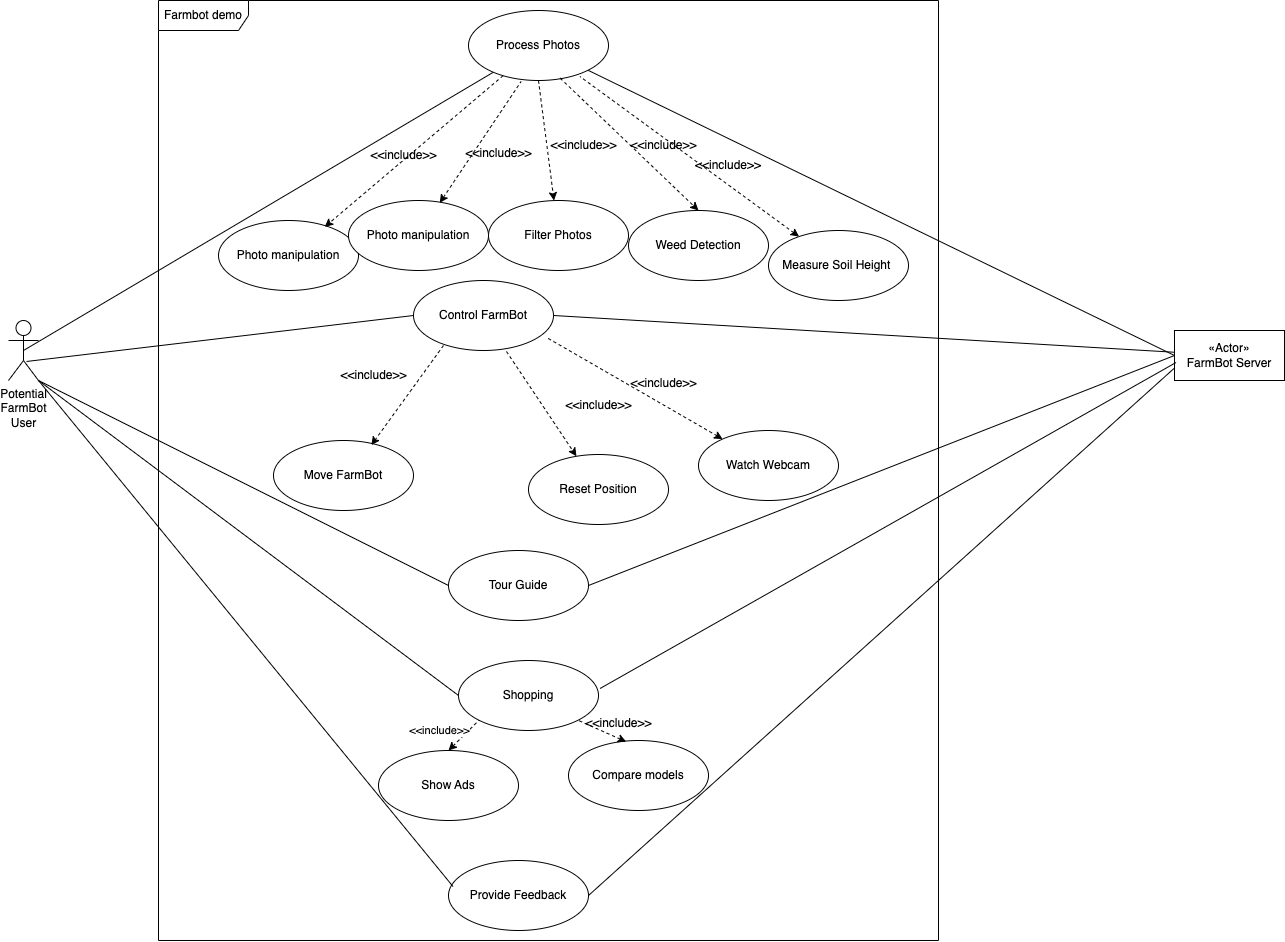 Farmbot demo
Process Photos
<<include>>
<<include>>
<<include>>
<<include>>
<<include>>
Photo manipulation
Photo manipulation
Filter Photos
Weed Detection
Measure Soil Height
Control FarmBot
Potential
FarmBot
User
«Actor»
FarmBot Server
<<include>>
<<include>>
<<include>>
Move FarmBot
Reset Position
Watch Webcam
Tour Guide
Shopping
<<include>>
<<include>>
Show Ads
Compare models
Provide Feedback